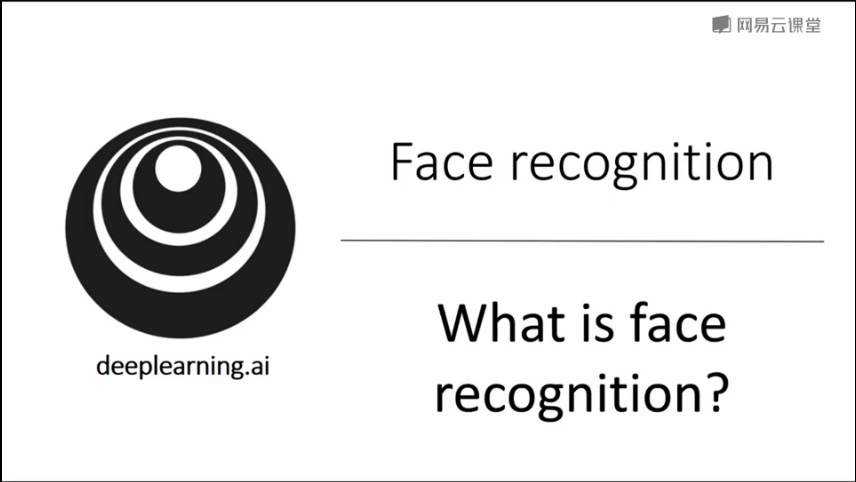 网易云课堂
Face recognition
What is face
recognition?
deeplearning.ai